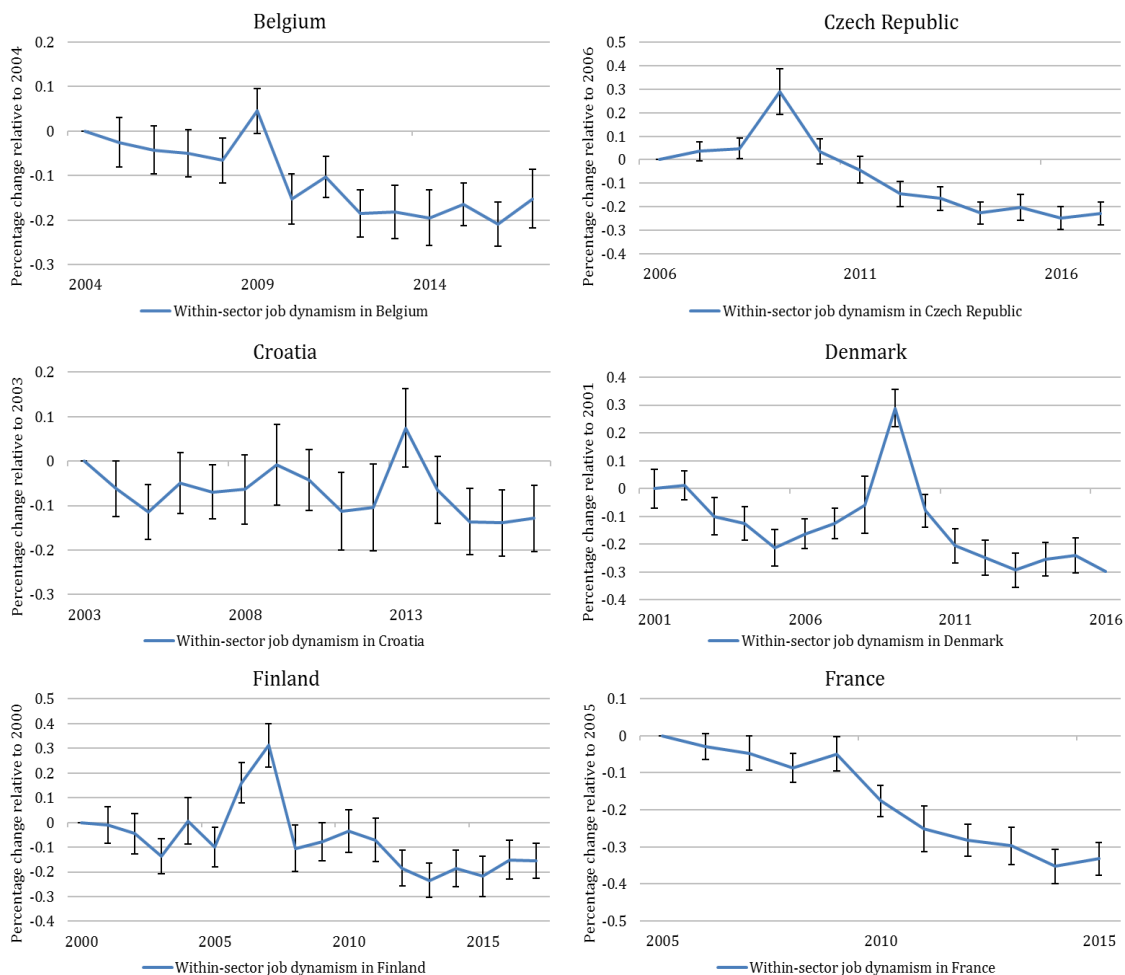 Belgium
Percentage change relative to 2004
0.2
0.1
0
-0.1
-0.2
-0.3
2004 2009 2014
Within-sector job dynamism in Belgium
Czech Republic
Percentage change relative to 2006
0.5
0.4
0.3
0.2
0.1
0
-0.1
-0.2
-0.3
-0.4
2006 2011 2016
Within-sector job dynamism in Czech Republic
Croatia
Percentage change relative to 2003
0.2
0.1
0
-0.1
-0.2
-0.3
2003 2008 2013
Within-sector job dynamism in Croatia
Denmark
Percentage change relative to 2001
0.4
0.3
0.2
0.1
0
-0.1
-0.2
-0.3
-0.4
2001 2006 2011 2016
Within-sector job dynamism in Denmark
Finland
Percentage change relative to 2000
0.5
0.4
0.3
0.2
0.1
0
-0.1
-0.2
-0.3
-0.4
2000 2005 2010 2015
Within-sector job dynamism in Finland
France
Percentage change relative to 2005
0.1
0
-0.1
-0.2
-0.3
-0.4
-0.5
2005 2010 2015
Within-sector job dynamism in France